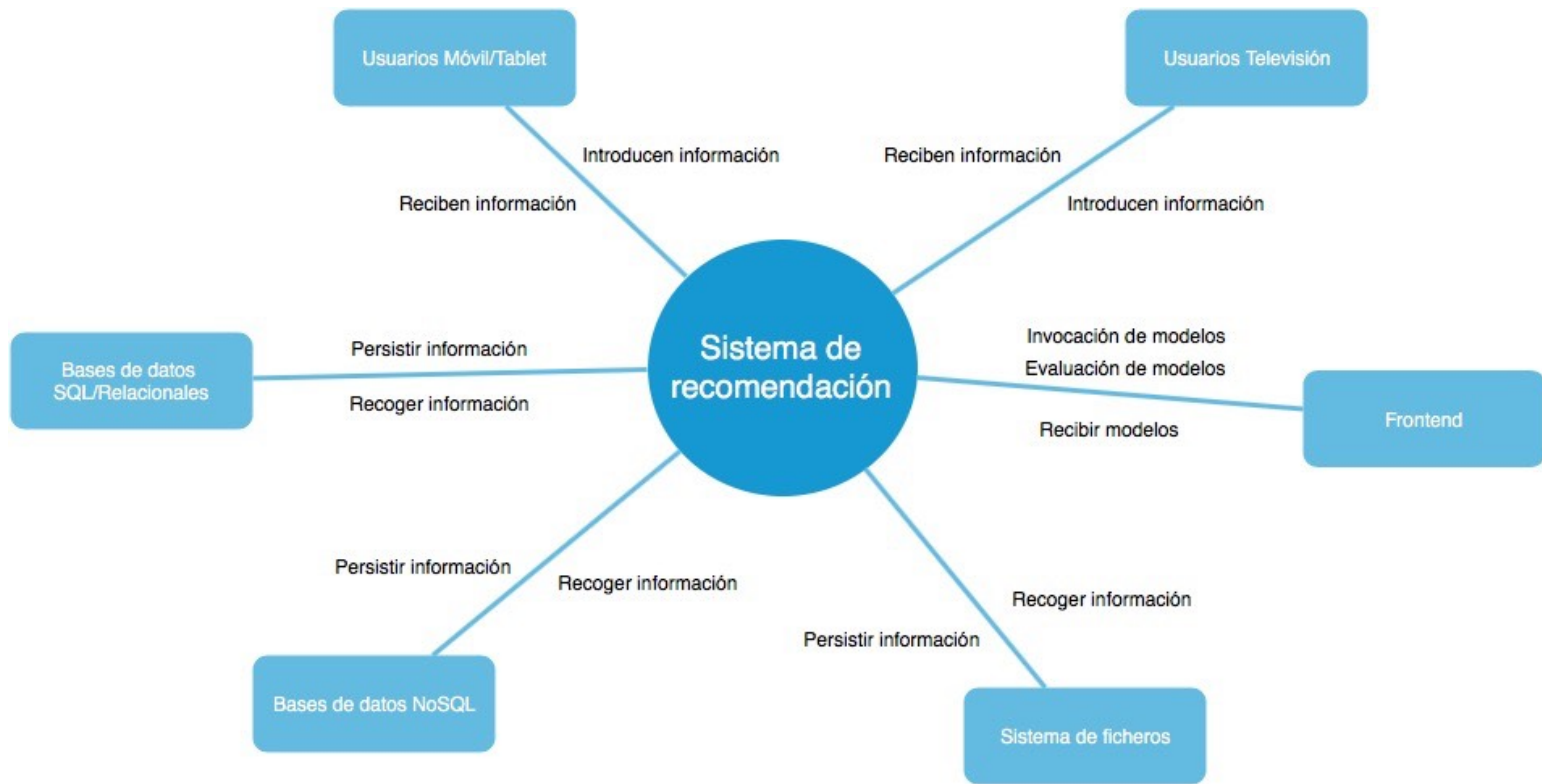 Usuarios Móvil/Tablet
Usuarios Televisión
Introducen información
Reciben información
Reciben información
Introducen información
Sistema de
recomendación
Invocación de modelos
Evaluación de modelos
Recibir modelos
Frontend
Bases de datos
SQL/Relacionales
Persistir información
Recoger información
Persistir información
Recoger información
Bases de datos NoSQL
Recoger información
Persistir información
Sistema de ficheros